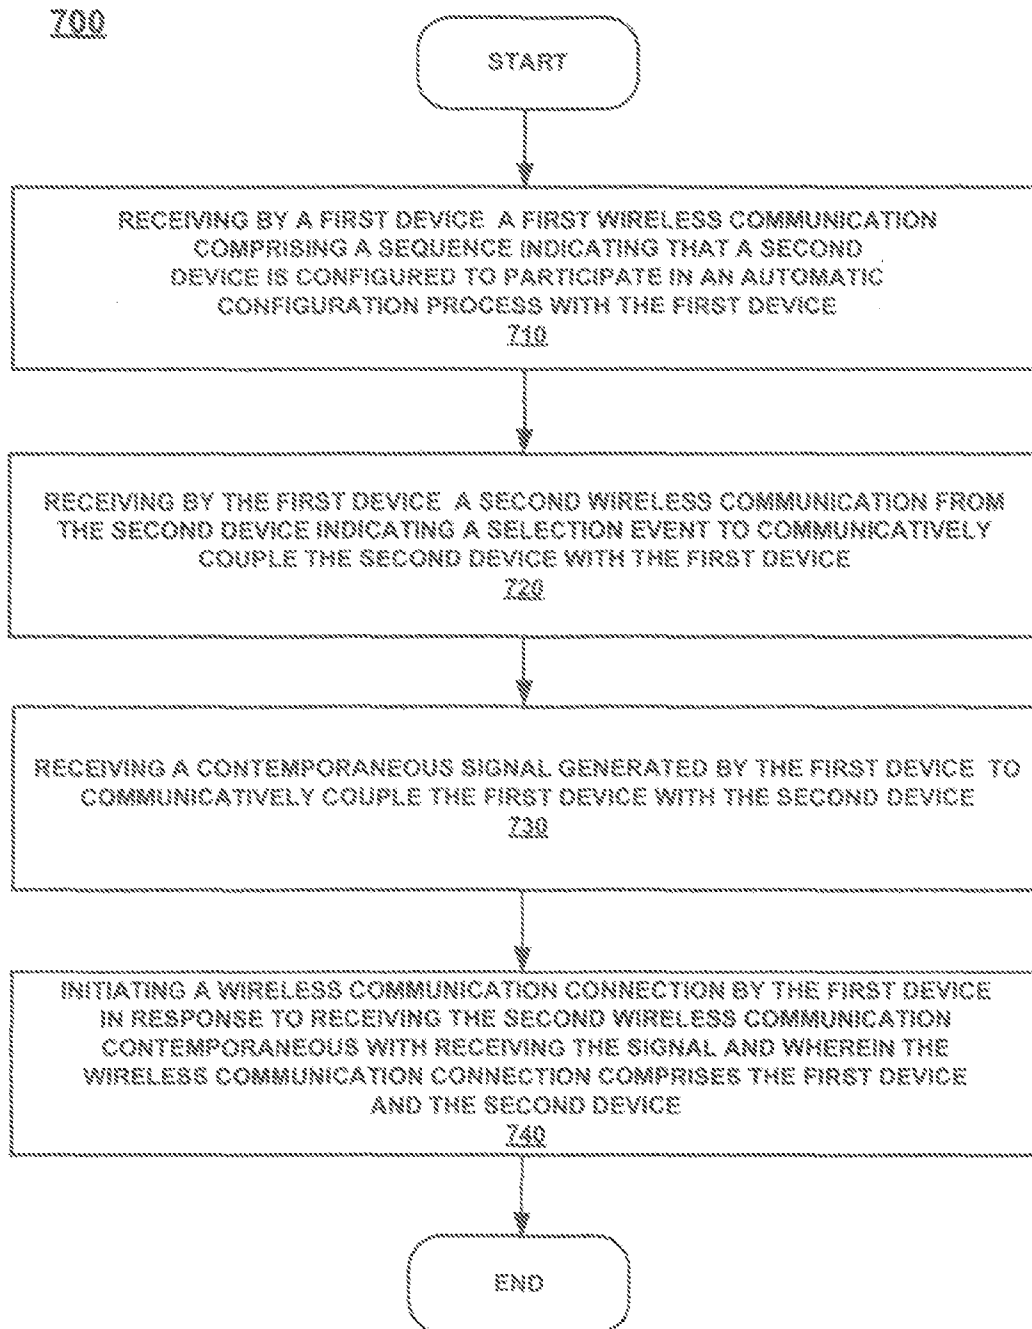 700
START
RECEIVING BY A FIRST DEVICE A FIRST WIRELESS COMMUNICATION
COMPRISING A SEQUENCE INDICATING THAT A SECOND
DEVICE IS CONFIGURED TO PARTICIPATE IN AN AUTOMATIC
CONFIGURATION PROCESS WITH THE FIRST DEVICE
710
RECEIVING BY THE FIRST DEVICE A SECOND WIRELESS COMMUNICATION FROM
THE SECOND DEVICE INDICATING A SELECTION EVENT TO COMMUNICATIVELY
COUPLE THE SECOND DEVICE WITH THE FIRST DEVICE
720
RECEIVING A CONTEMPORANEOUS SIGNAL GENERATED BY THE FIRST DEVICE TO
COMMUNICATIVELY COUPLE THE FIRST DEVICE WITH THE SECOND DEVICE
730
INITIATING A WIRELESS COMMUNICATION CONNECTION BY THE FIRST DEVICE
IN RESPONSE TO RECEIVING THE SECOND WIRELESS COMMUNICATION
CONTEMPORANEOUS WITH RECEIVING THE SIGNAL AND WHEREIN THE
WIRELESS COMMUNICATION CONNECTION COMPRISES THE FIRST DEVICE
AND THE SECOND DEVICE
740
END